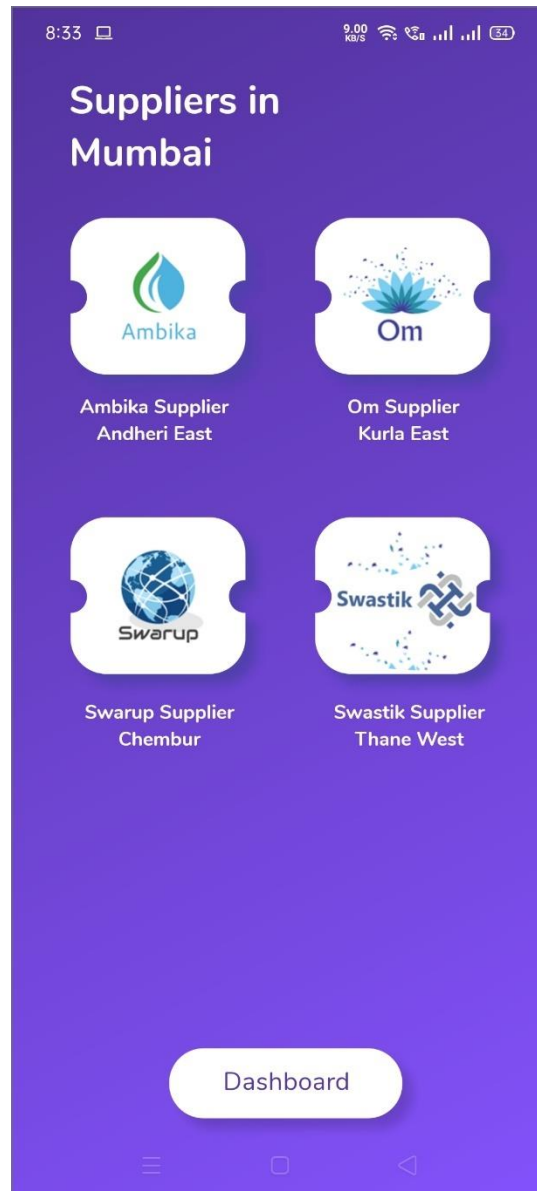 8:33
9.00
KB/S
54
Suppliers in
Mumbai
Ambika
Om
Ambika Supplier
Andheri East
Om Supplier
Kurla East
Swarup
Swastik
Swarup Supplier
Chembur
Swastik Supplier
Thane West
Dashboard